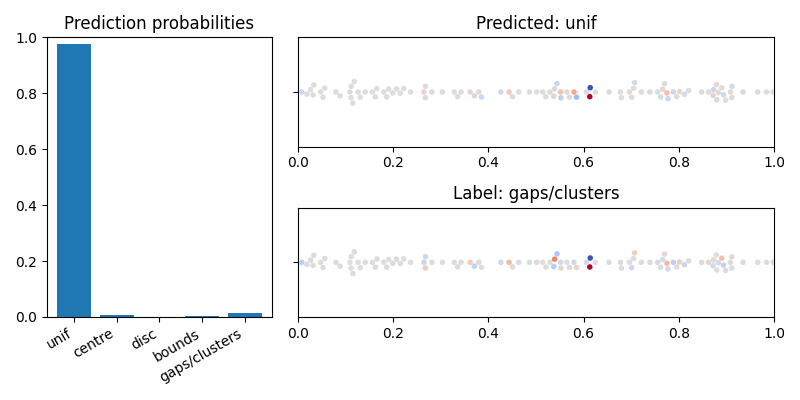 Prediction probabilities
1.0
0.8
0.6
0.4
0.2
0.0
unif
centre
disc
bounds
gaps/clusters
Predicted: unif
0.0 0.2 0.4 0.6 0.8 1.0
Label: gaps/clusters
0.0 0.2 0.4 0.6 0.8 1.0